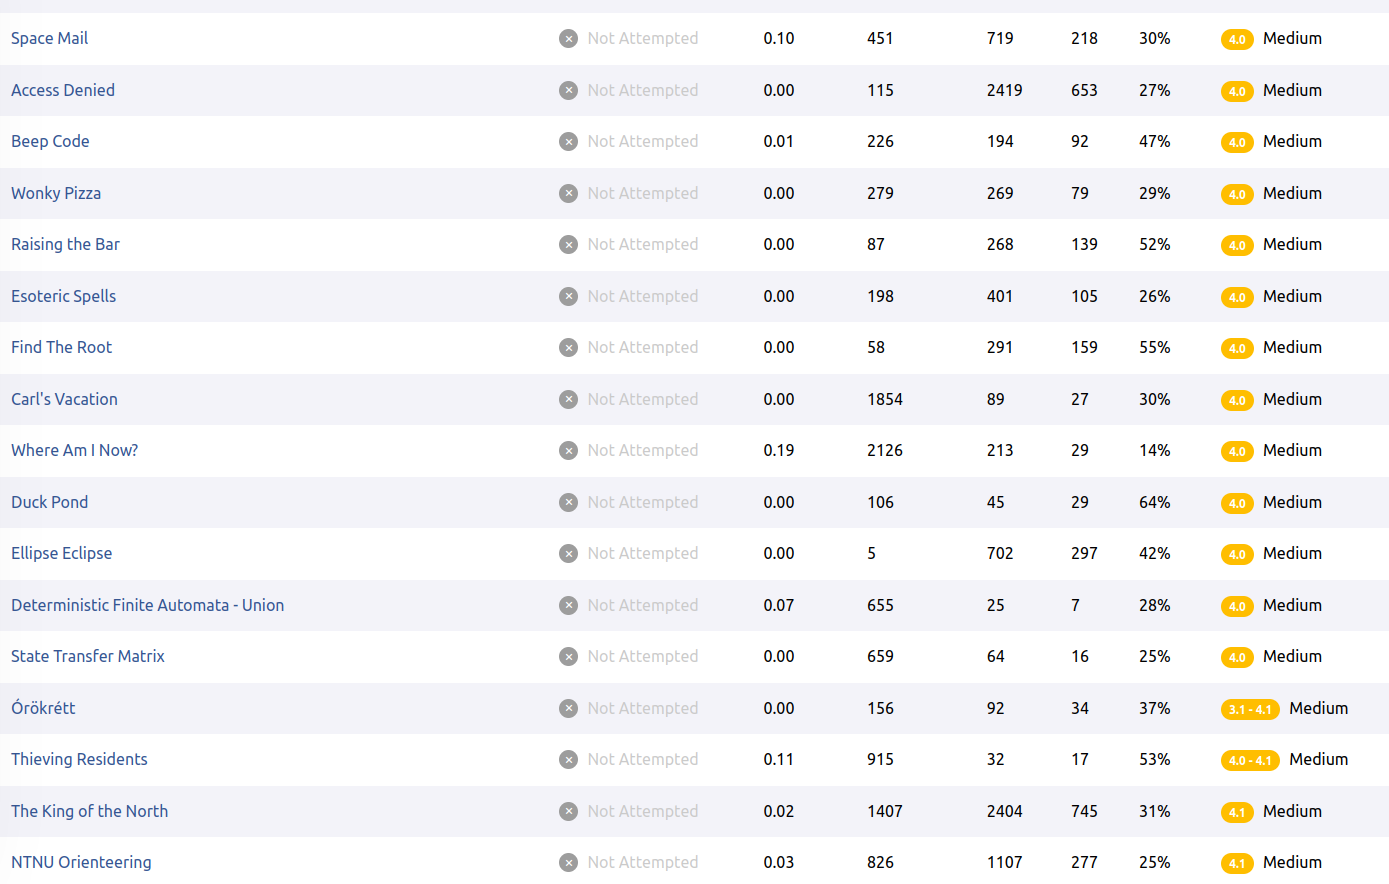 Space Mail Not Attempted 0.10 451 719 218 30% 4.0 Medium
Access Denied Not Attempted 0.00 115 2419 653 27% 4.0 Medium
Beep Code Not Attempted 0.01 226 194 92 47% 4.0 Medium
Wonky Pizza Not Attempted 0.00 279 269 79 29% 4.0 Medium
Raising the Bar Not Attempted 0.00 87 268 139 52% 4.0 Medium
Esoteric Spells Not Attempted 0.00 198 401 105 26% 4.0 Medium
Find The Root Not Attempted 0.00 58 291 159 55% 4.0 Medium
Carl's Vacation Not Attempted 0.00 1854 89 27 30% 4.0 Medium
Where Am I Now? Not Attempted 0.19 2126 213 29 14% 4.0 Medium
Duck Pond Not Attempted 0.00 106 45 29 64% 4.0 Medium
Ellipse Eclipse Not Attempted 0.00 5 702 297 42% 4.0 Medium
Deterministic Finite Automata - Union Not Attempted 0.07 655 25 7 28% 4.0 Medium
State Transfer Matrix Not Attempted 0.00 659 64 16 25% 4.0 Medium
Órökrétt Not Attempted 0.00 156 92 34 37% 3.1 - 4.1 Medium
Thieving Residents Not Attempted 0.11 915 32 17 53% 4.0 - 4.1 Medium
The King of the North Not Attempted 0.02 1407 2404 745 31% 4.1 Medium
NTNU Orienteering Not Attempted 0.03 826 1107 277 25% 4.1 Medium